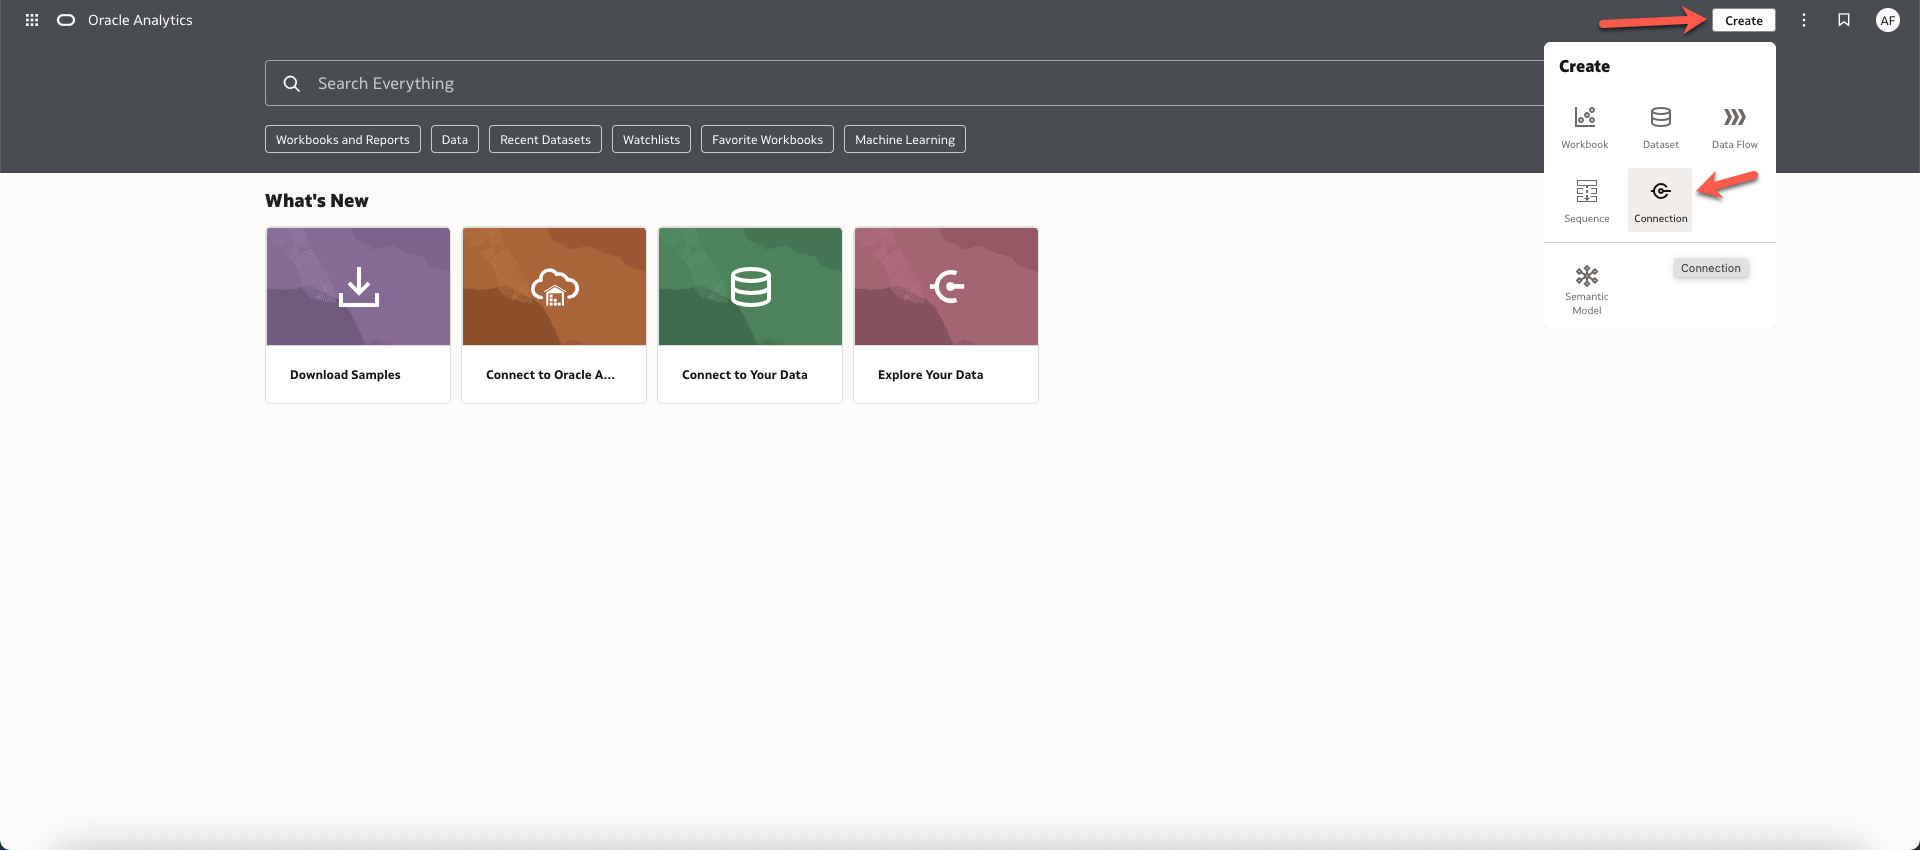 Oracle Analytics
Create
AF
Search Everything
Workbooks and Reports
Data
Recent Datasets
Watchlists
Favorite Workbooks
Machine Learning
Create
Workbook
Dataset
Data Flow
Sequence
Connection
Connection
Semantic
Model
What's New
Download Samples
Connect to Oracle A...
Connect to Your Data
Explore Your Data